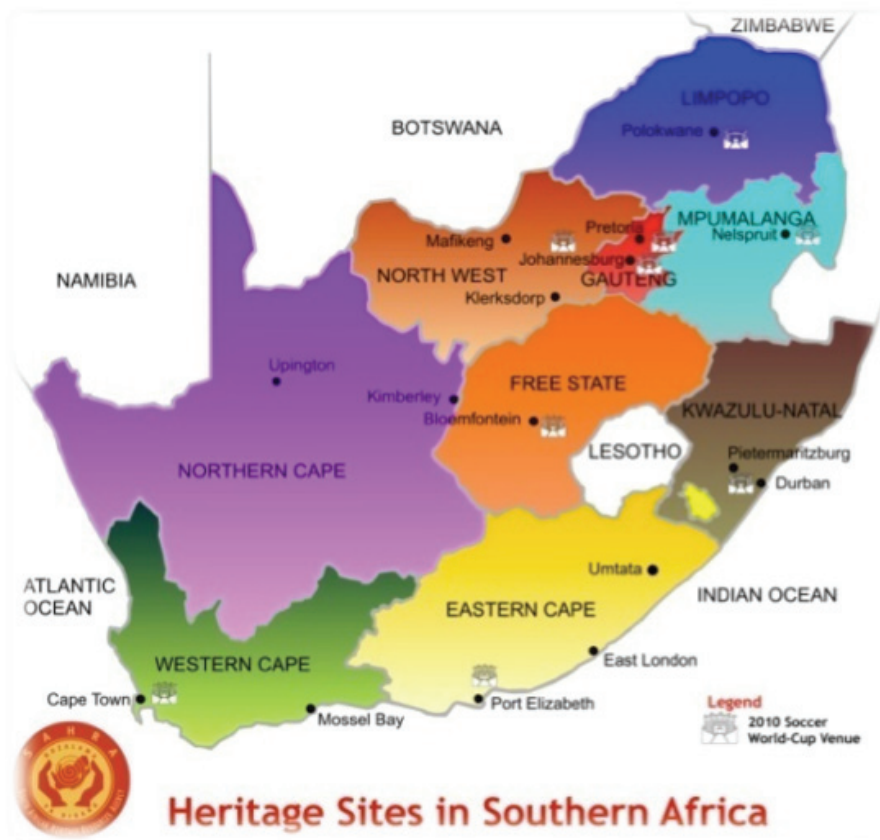 ZIMBABWE
LIMPOPO
Polokwane
BOTSWANA
MPUMALANGA
Nelspruit
Pretoria
Mafikeng
Johannesburg
GAUTENG
NORTH WEST
Klerksdorp
NAMIBIA
Upington
FREE STATE
Kimberley
Bloemfontein
KWAZULU-NATAL
LESOTHO
Pietermaritzburg
Durban
NORTHERN CAPE
Umtata
ATLANTIC
OCEAN
INDIAN OCEAN
EASTERN CAPE
WESTERN CAPE
East London
Cape Town
Port Elizabeth
Mossel Bay
Legend
2010 Soccer
World-Cup Venue
SAHRA
Heritage Sites in Southern Africa